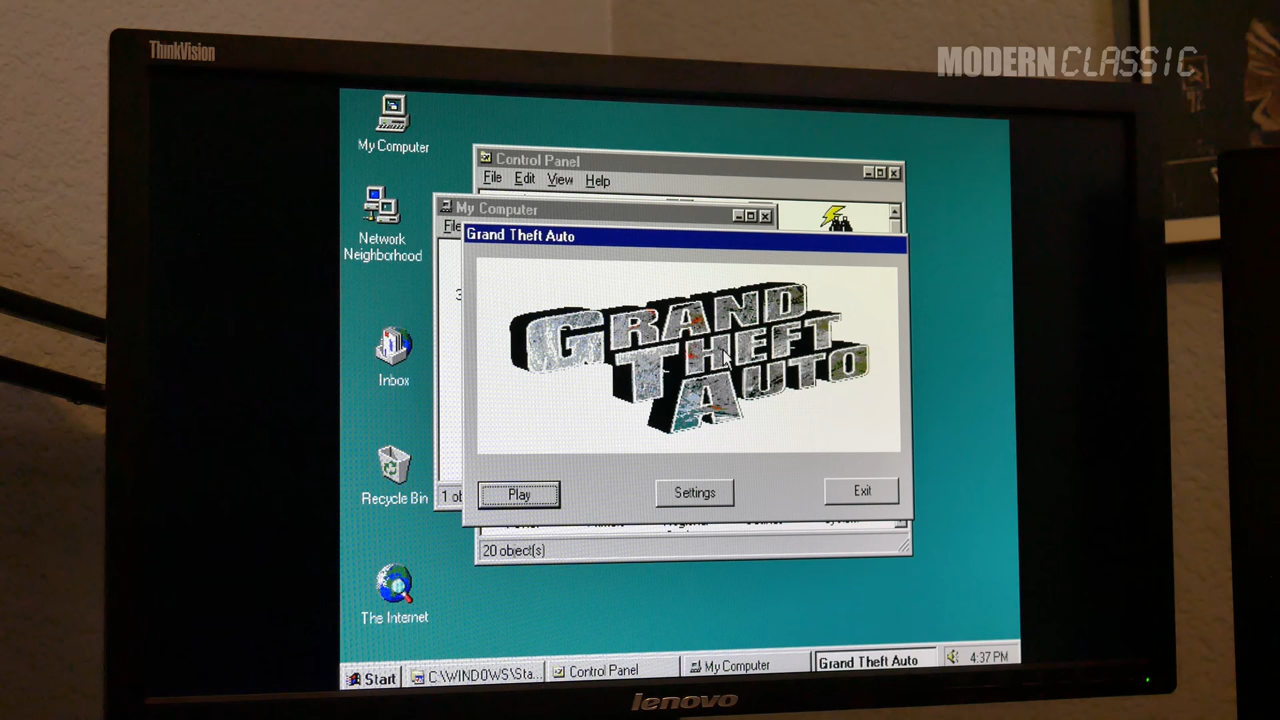 ThinkVision
MODERN CLASSIC
My Computer
Network
Neighborhood
Inbox
Recycle Bin
The Internet
Control Panel
File Edit View Help
My Computer
Grand Theft Auto
GRAND
THEFT
AUTO
Play
Settings
Exit
1 ob
20 object(s)
Start
C:\WINDOWS\Sta...
Control Panel
My Computer
Grand Theft Auto
4:37 PM
lenovo